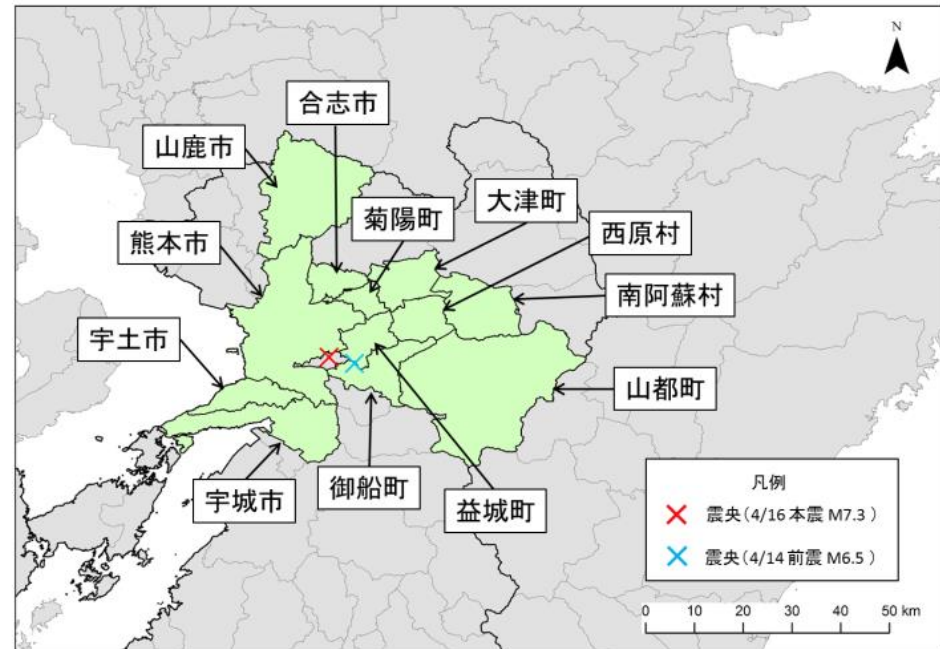 N
合志市
山鹿市
大津町
菊陽町
西原村
熊本市
南阿蘇村
宇土市
山都町
御船町
宇城市
益城町
凡例
震央(4/16 本震 M7.3 )
震央(4/14 前震 M6.5 )
0 10 20 30 40 50 km